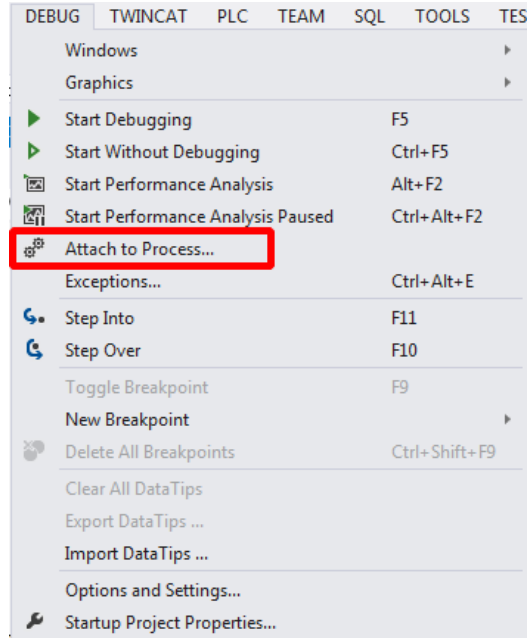 DEBUG TWINCAT PLC TEAM SQL TOOLS TES
Windows
Graphics
Start Debugging F5
Start Without Debugging Ctrl+F5
Start Performance Analysis Alt+F2
Start Performance Analysis Paused Ctrl+Alt+F2
Attach to Process...
Exceptions... Ctrl+Alt+E
Step Into F11
Step Over F10
Toggle Breakpoint F9
New Breakpoint
Delete All Breakpoints Ctrl+Shift+F9
Clear All DataTips
Export DataTips ...
Import DataTips ...
Options and Settings...
Startup Project Properties...